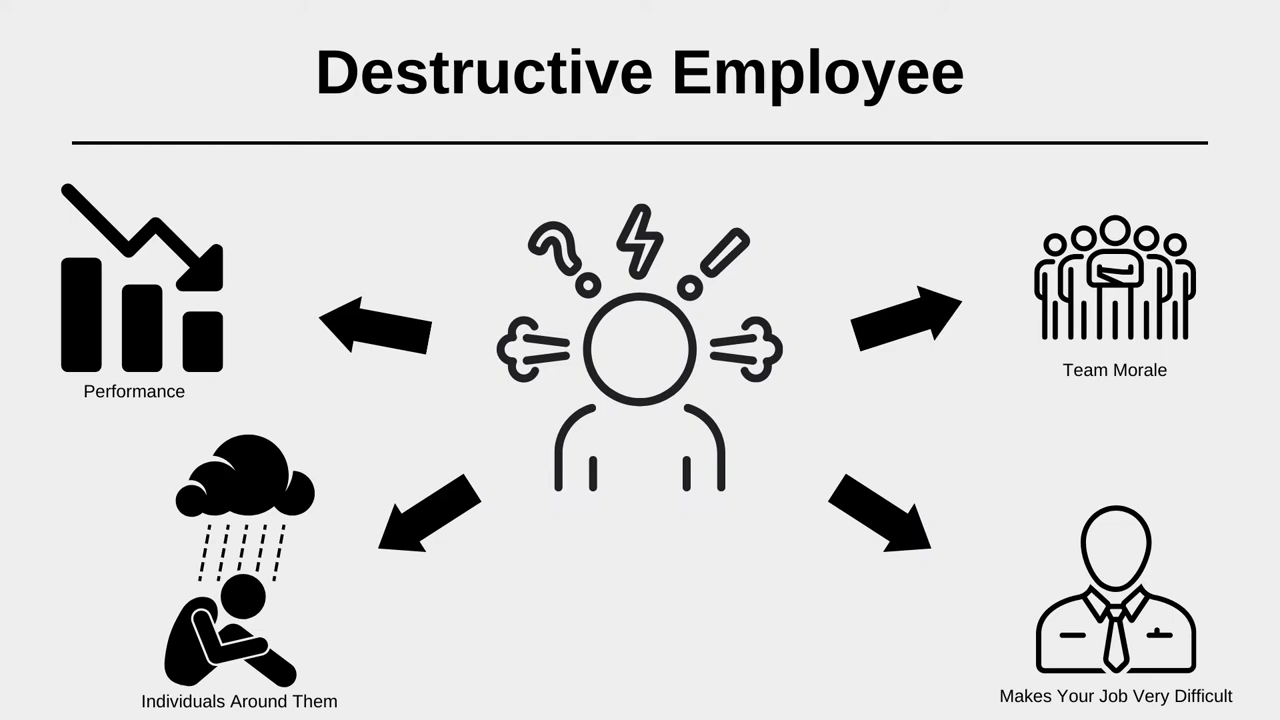 Destructive Employee
Performance
Team Morale
Individuals Around Them
Makes Your Job Very Difficult